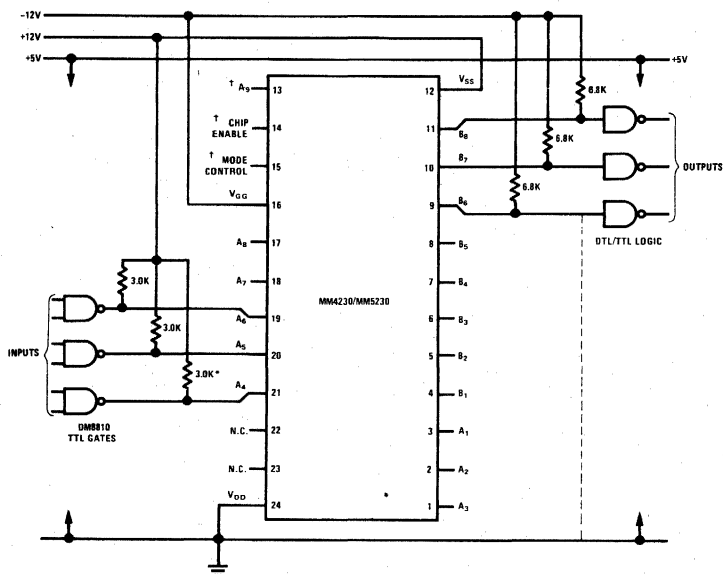 -12V
+12V
+5V
+5V
† A9 13
† CHIP ENABLE 14
† MODE CONTROL 15
VGG 16
A8 17
A7 18
A6 19
A5 20
A4 21
N.C. 22
N.C. 23
VDD 24
VSS 12
11 B8
10 B7
9 B6
8 B5
7 B4
6 B3
5 B2
4 B1
3 A1
2 A2
1 A3
MM4230/MM5230
6.8K
6.8K
6.8K
OUTPUTS
DTL/TTL LOGIC
3.0K
3.0K
3.0K*
INPUTS
DM8810
TTL GATES